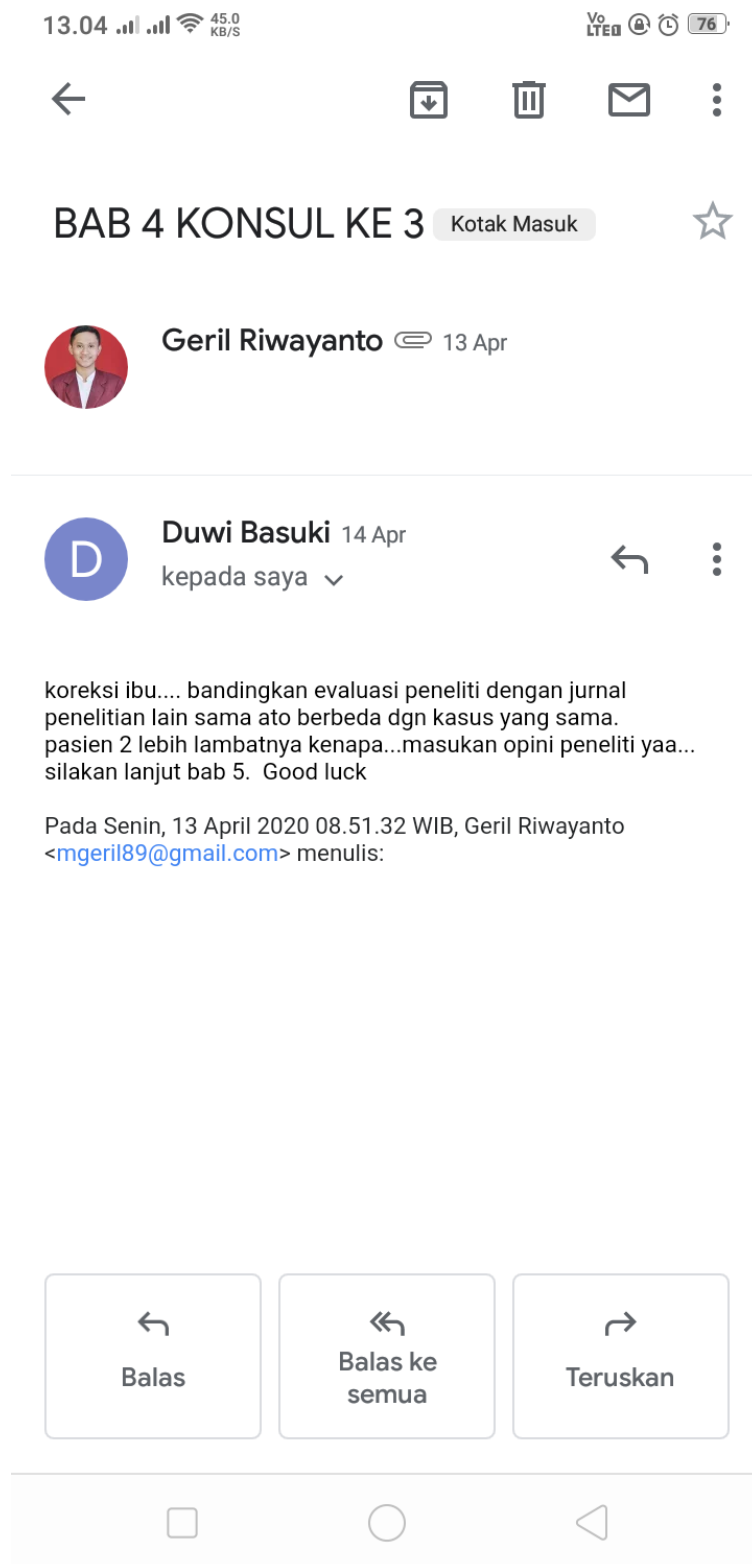 13.04 45.0 KB/S Vo LTE 76
BAB 4 KONSUL KE 3 Kotak Masuk
Geril Riwayanto 13 Apr
D
Duwi Basuki 14 Apr
kepada saya
koreksi ibu.... bandingkan evaluasi peneliti dengan jurnal
penelitian lain sama ato berbeda dgn kasus yang sama.
pasien 2 lebih lambatnya kenapa...masukan opini peneliti yaa...
silakan lanjut bab 5. Good luck
Pada Senin, 13 April 2020 08.51.32 WIB, Geril Riwayanto
<mgeril89@gmail.com> menulis:
Balas
Balas ke
semua
Teruskan